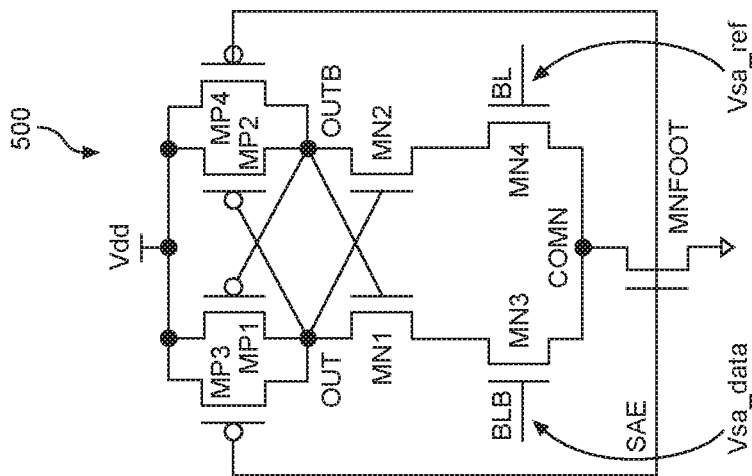 500
Vdd
MP3
MP1
MP4
MP2
OUT
OUTB
MN1
MN2
BLB
MN3
MN4
BL
COMN
SAE
MNFOOT
Vsa_data
Vsa_ref